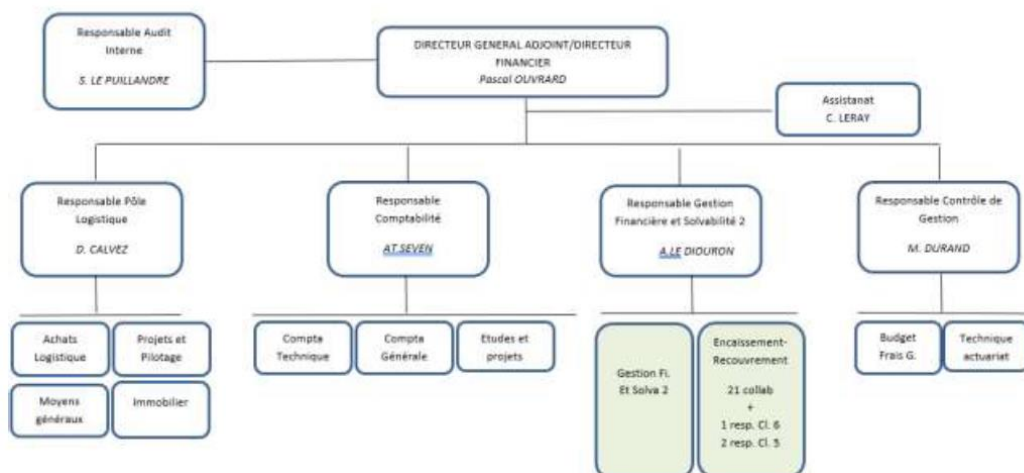 Responsable Audit
Interne
S. LE PUILLANDRE
DIRECTEUR GENERAL ADJOINT/DIRECTEUR
FINANCIER
Pascal OUVRARD
Assistanat
C. LERAY
Responsable Pôle
Logistique
D. CALVEZ
Responsable
Comptabilité
AT SEVEN
Responsable Gestion
Financière et Solvabilité 2
A.LE DIOURON
Responsable Contrôle de
Gestion
M. DURAND
Achats
Logistique
Projets et
Pilotage
Moyens
généraux
Immobilier
Compta
Technique
Compta
Générale
Etudes et
projets
Gestion Fi.
Et Solva 2
Encaissement-
Recouvrement
21 collab
+
1 resp. Cl. 6
2 resp. Cl. 5
Budget
Frais G.
Technique
actuariat